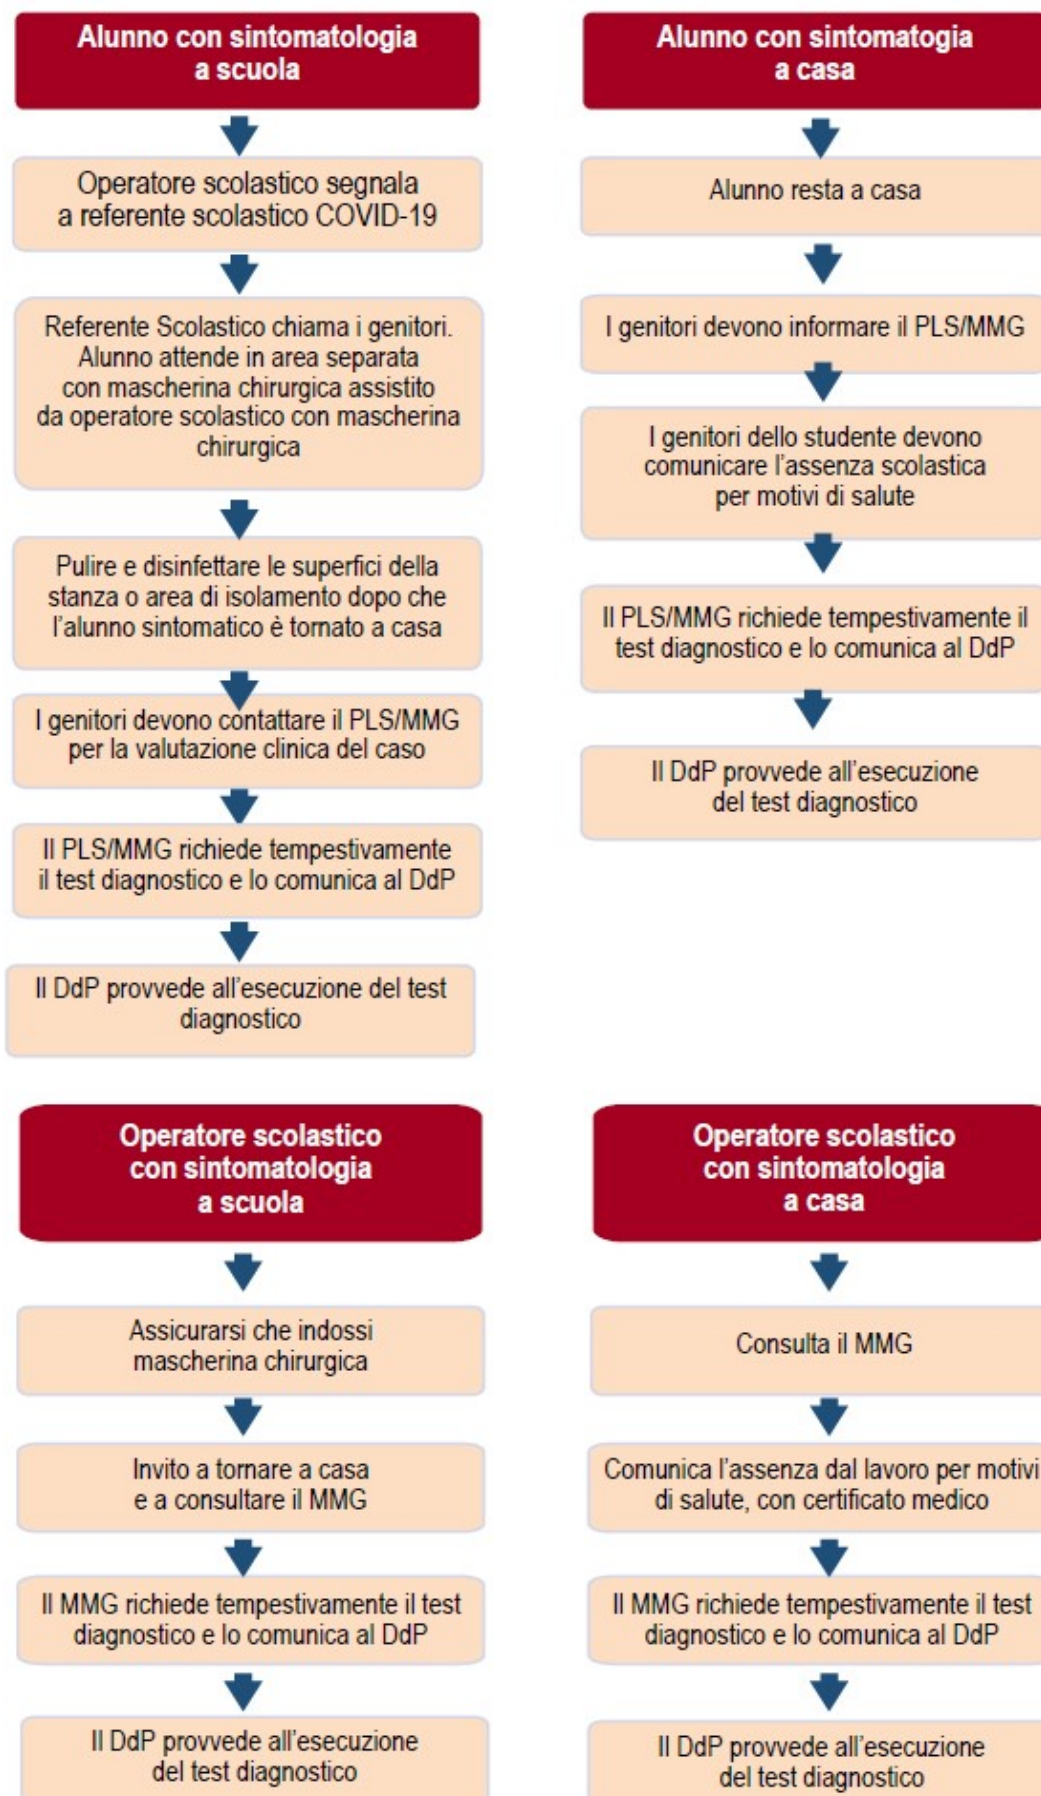 Alunno con sintomatologia
a scuola
Operatore scolastico segnala
a referente scolastico COVID-19
Referente Scolastico chiama i genitori.
Alunno attende in area separata
con mascherina chirurgica assistito
da operatore scolastico con mascherina
chirurgica
Pulire e disinfettare le superfici della
stanza o area di isolamento dopo che
l'alunno sintomatico è tornato a casa
I genitori devono contattare il PLS/MMG
per la valutazione clinica del caso
Il PLS/MMG richiede tempestivamente
il test diagnostico e lo comunica al DdP
Il DdP provvede all'esecuzione del test
diagnostico
Alunno con sintomatogia
a casa
Alunno resta a casa
I genitori devono informare il PLS/MMG
I genitori dello studente devono
comunicare l'assenza scolastica
per motivi di salute
Il PLS/MMG richiede tempestivamente il
test diagnostico e lo comunica al DdP
Il DdP provvede all'esecuzione
del test diagnostico
Operatore scolastico
con sintomatologia
a scuola
Assicurarsi che indossi
mascherina chirurgica
Invito a tornare a casa
e a consultare il MMG
Il MMG richiede tempestivamente il test
diagnostico e lo comunica al DdP
Il DdP provvede all'esecuzione
del test diagnostico
Operatore scolastico
con sintomatologia
a casa
Consulta il MMG
Comunica l'assenza dal lavoro per motivi
di salute, con certificato medico
Il MMG richiede tempestivamente il test
diagnostico e lo comunica al DdP
Il DdP provvede all'esecuzione
del test diagnostico